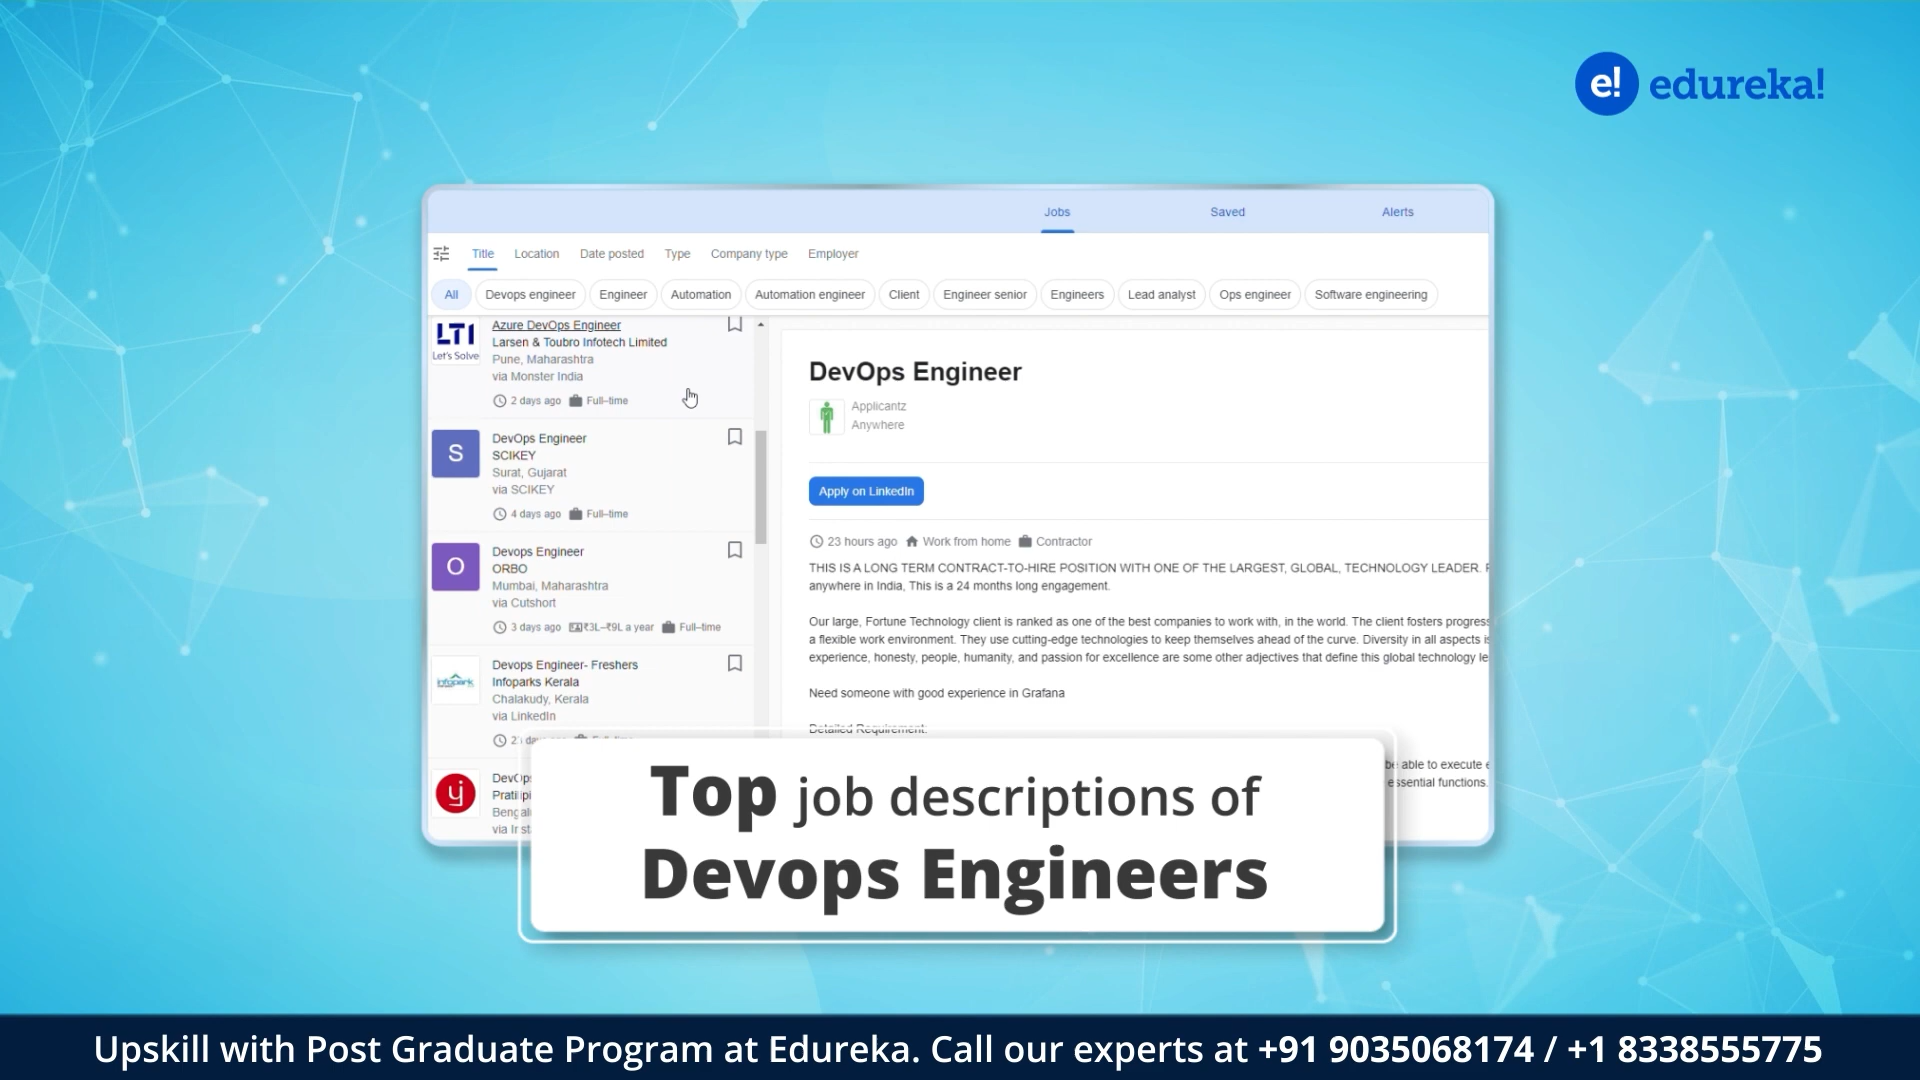 e! edureka!
Jobs Saved Alerts
Title Location Date posted Type Company type Employer
All Devops engineer Engineer Automation Automation engineer Client Engineer senior Engineers Lead analyst Ops engineer Software engineering
LTI
Let's Solve
Azure DevOps Engineer
Larsen & Toubro Infotech Limited
Pune, Maharashtra
via Monster India
2 days ago Full–time
S
DevOps Engineer
SCIKEY
Surat, Gujarat
via SCIKEY
4 days ago Full–time
O
Devops Engineer
ORBO
Mumbai, Maharashtra
via Cutshort
3 days ago ₹3L–₹9L a year Full–time
infopark
Devops Engineer- Freshers
Infoparks Kerala
Chalakudy, Kerala
via LinkedIn
DevOps Engineer
Applicantz
Anywhere
Apply on LinkedIn
23 hours ago Work from home Contractor
THIS IS A LONG TERM CONTRACT-TO-HIRE POSITION WITH ONE OF THE LARGEST, GLOBAL, TECHNOLOGY LEADER.
anywhere in India, This is a 24 months long engagement.
Our large, Fortune Technology client is ranked as one of the best companies to work with, in the world. The client fosters progress
a flexible work environment. They use cutting-edge technologies to keep themselves ahead of the curve. Diversity in all aspects is
experience, honesty, people, humanity, and passion for excellence are some other adjectives that define this global technology le
Need someone with good experience in Grafana
Detailed Requirement:
be able to execute e
essential functions.
Top job descriptions of
Devops Engineers
Upskill with Post Graduate Program at Edureka. Call our experts at +91 9035068174 / +1 8338555775